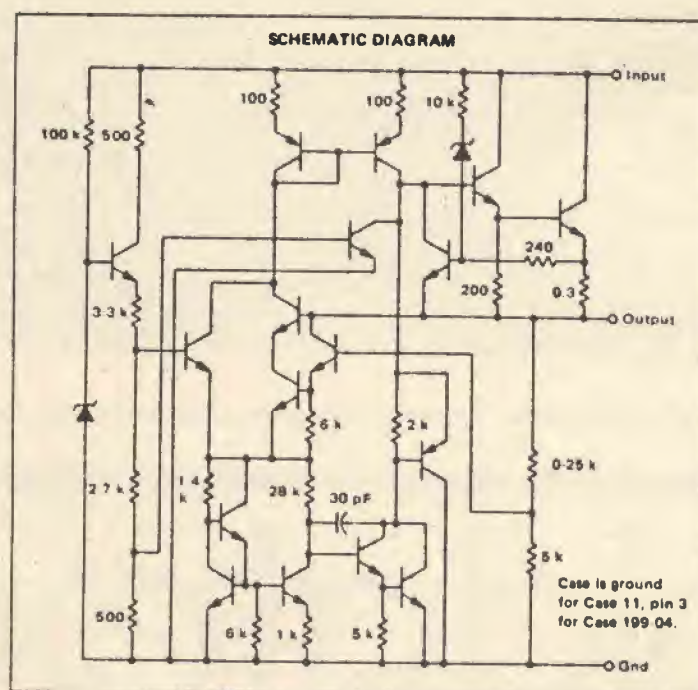 SCHEMATIC DIAGRAM
Input
100
100
10 k
100 k
500
240
3.3 k
200
0.3
Output
6 k
2 k
0-25 k
2.7 k
1.4
k
28 k
30 pF
5 k
Case is ground
for Case 11, pin 3
for Case 199-04.
500
6 k
1 k
5 k
Gnd